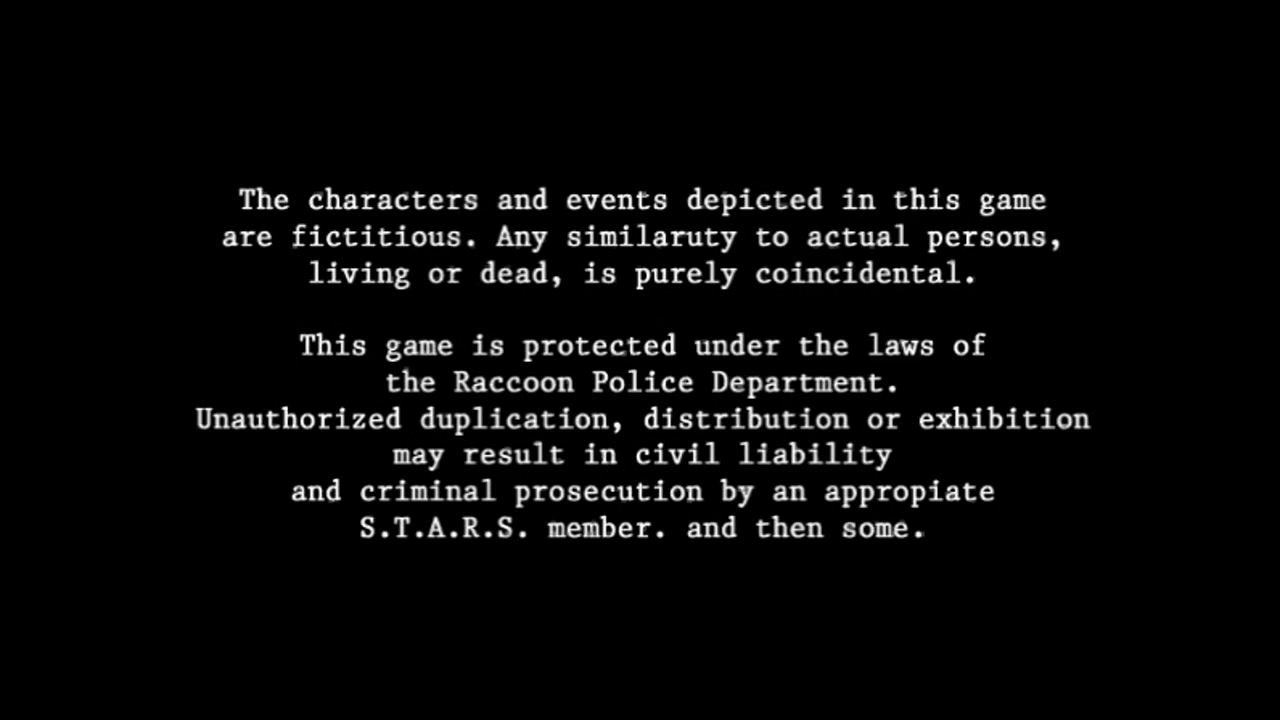 The characters and events depicted in this game
are fictitious. Any similaruty to actual persons,
living or dead, is purely coincidental.
This game is protected under the laws of
the Raccoon Police Department.
Unauthorized duplication, distribution or exhibition
may result in civil liability
and criminal prosecution by an appropiate
S.T.A.R.S. member. and then some.